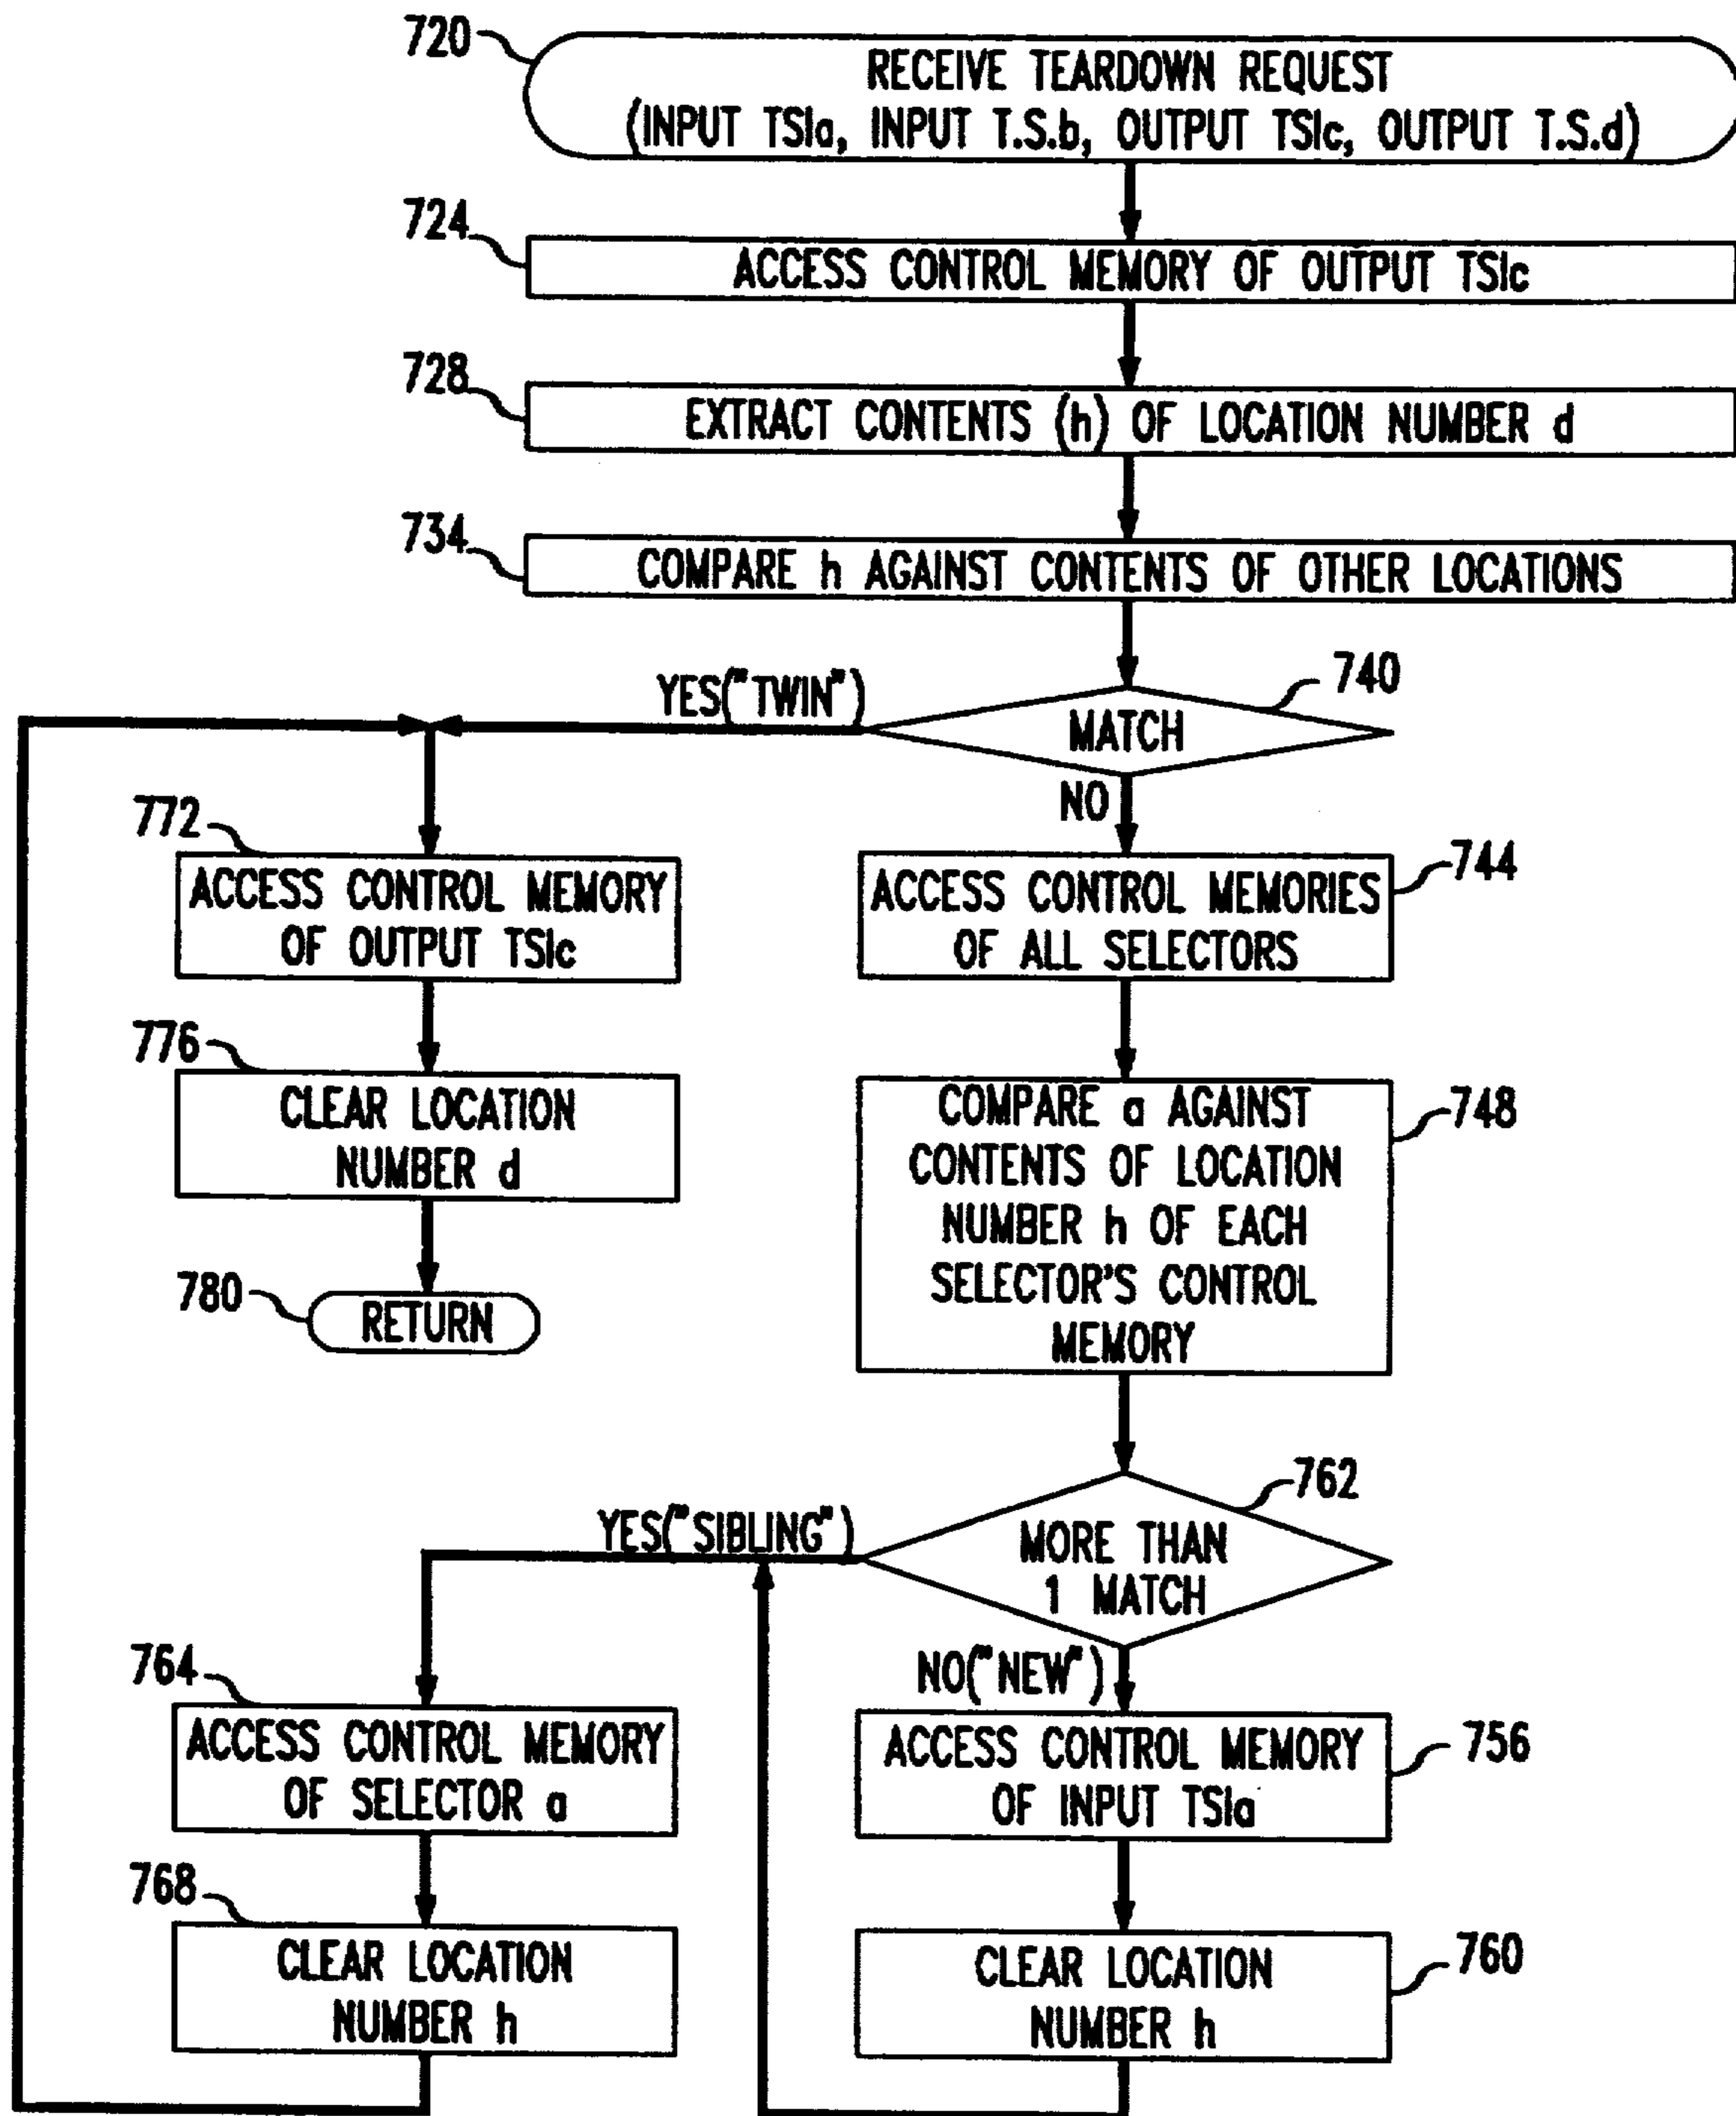 720
RECEIVE TEARDOWN REQUEST
(INPUT TSIa, INPUT T.S.b, OUTPUT TSIc, OUTPUT T.S.d)
724
ACCESS CONTROL MEMORY OF OUTPUT TSIc
728
EXTRACT CONTENTS (h) OF LOCATION NUMBER d
734
COMPARE h AGAINST CONTENTS OF OTHER LOCATIONS
740
YES("TWIN")
MATCH
NO
772
ACCESS CONTROL MEMORY
OF OUTPUT TSIc
744
ACCESS CONTROL MEMORIES
OF ALL SELECTORS
776
CLEAR LOCATION
NUMBER d
748
COMPARE a AGAINST
CONTENTS OF LOCATION
NUMBER h OF EACH
SELECTOR'S CONTROL
MEMORY
780
RETURN
762
YES("SIBLING")
MORE THAN
1 MATCH
NO("NEW")
764
ACCESS CONTROL MEMORY
OF SELECTOR a
756
ACCESS CONTROL MEMORY
OF INPUT TSIa
768
CLEAR LOCATION
NUMBER h
760
CLEAR LOCATION
NUMBER h